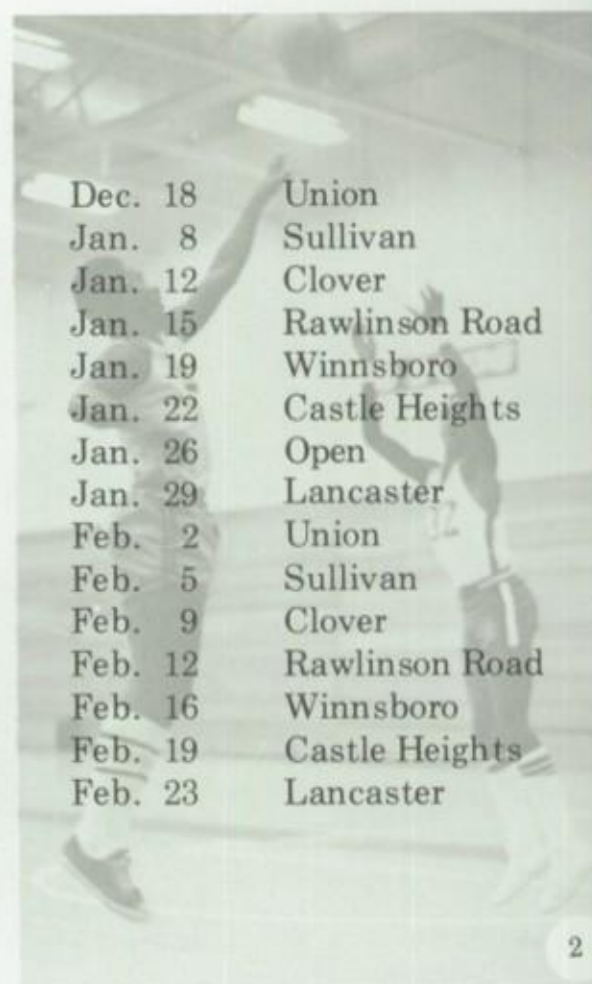 Dec. 18 Union
Jan. 8 Sullivan
Jan. 12 Clover
Jan. 15 Rawlinson Road
Jan. 19 Winnsboro
Jan. 22 Castle Heights
Jan. 26 Open
Jan. 29 Lancaster
Feb. 2 Union
Feb. 5 Sullivan
Feb. 9 Clover
Feb. 12 Rawlinson Road
Feb. 16 Winnsboro
Feb. 19 Castle Heights
Feb. 23 Lancaster
2